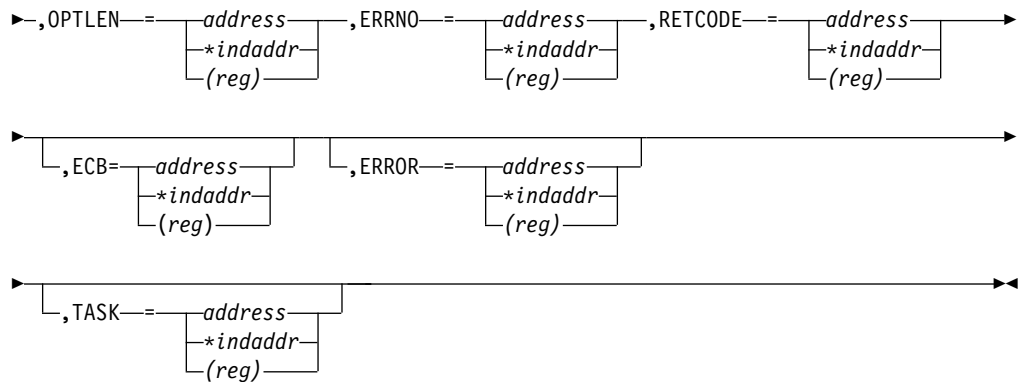 ,OPTLEN = address ,ERRNO = address ,RETCODE = address
*indaddr *indaddr *indaddr
(reg) (reg) (reg)
,ECB= address ,ERROR = address
*indaddr *indaddr
(reg) (reg)
,TASK = address
*indaddr
(reg)